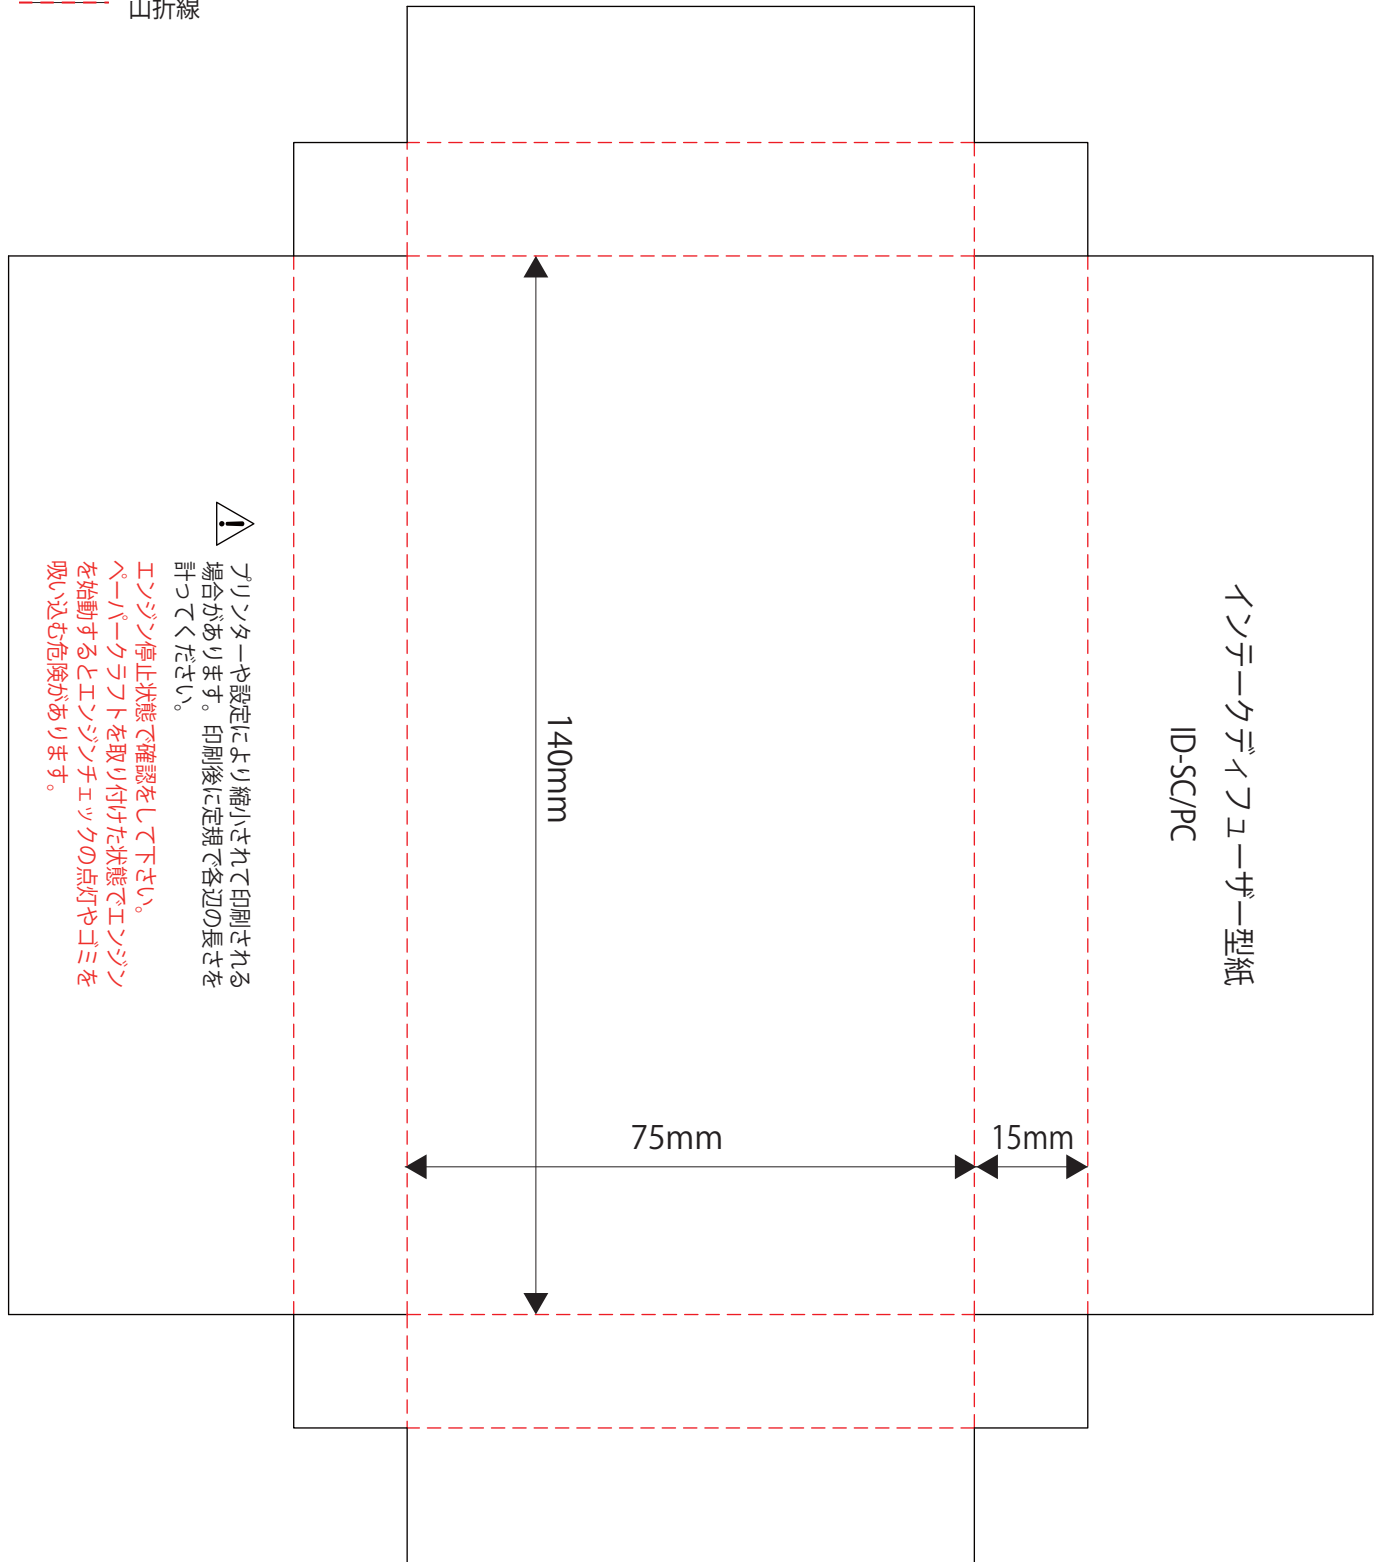 山折線
インテークディフューザー型紙
ID-SC/PC
140mm
75mm
15mm
プリンターや設定により縮小されて印刷される
場合があります。印刷後に定規で各辺の長さを
計ってください。
エンジン停止状態で確認をして下さい。
ペーパークラフトを取り付けた状態でエンジン
を始動するとエンジンチェックの点灯やゴミを
吸い込む危険があります。